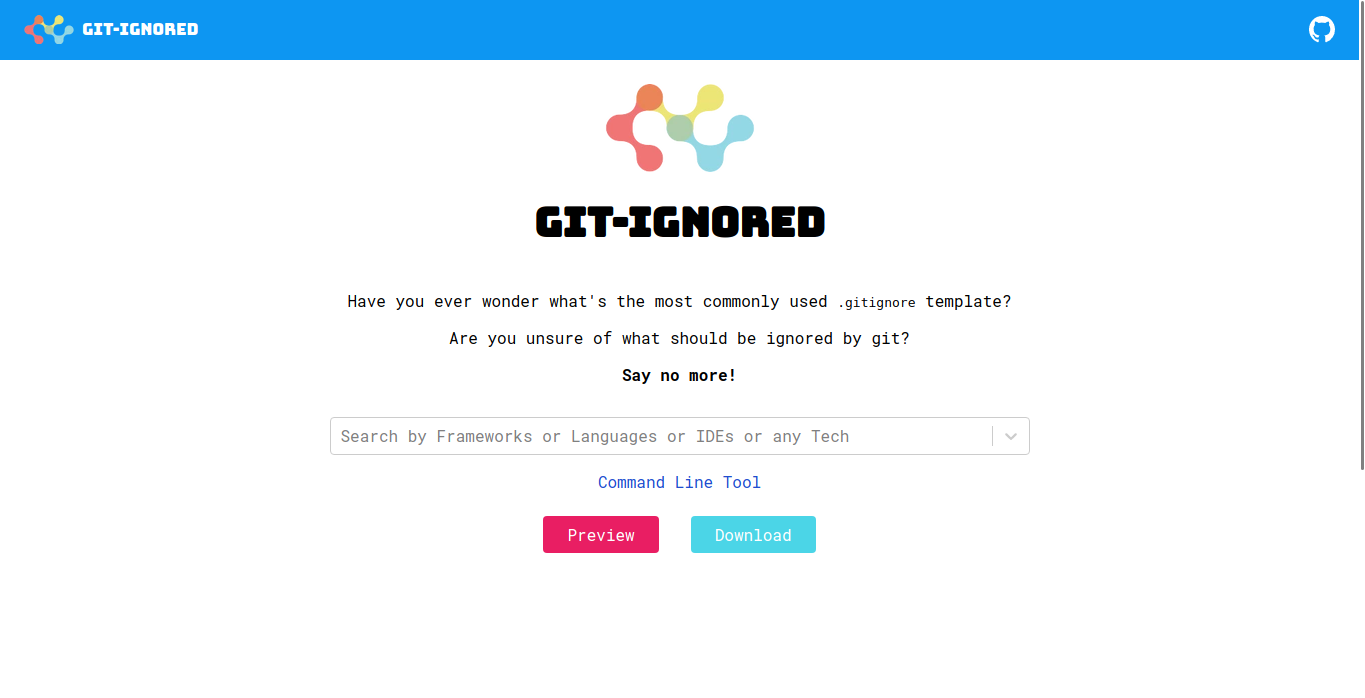 GIT-IGNORED
GIT-IGNORED
Have you ever wonder what's the most commonly used .gitignore template?
Are you unsure of what should be ignored by git?
Say no more!
Search by Frameworks or Languages or IDEs or any Tech
Command Line Tool
Preview
Download